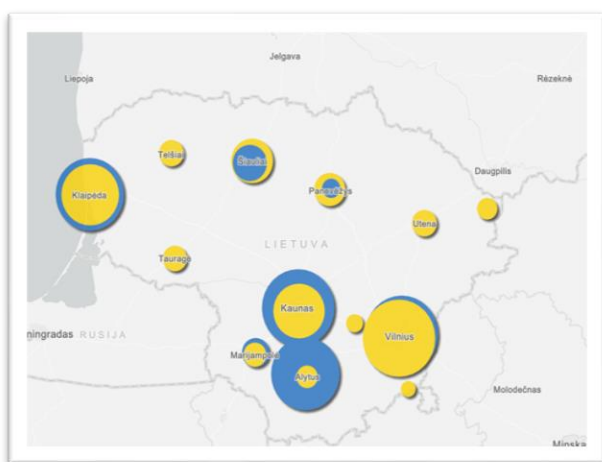 Jelgava
Liepoja
Rėzeknė
Telšiai
Šiauliai
Daugpilis
Panevėžys
Klaipėda
Utena
LIETUVA
Tauragė
Kaunas
ningradas RUSIJA
Vilnius
Marijampolė
Alytus
Molodečnas
Minska